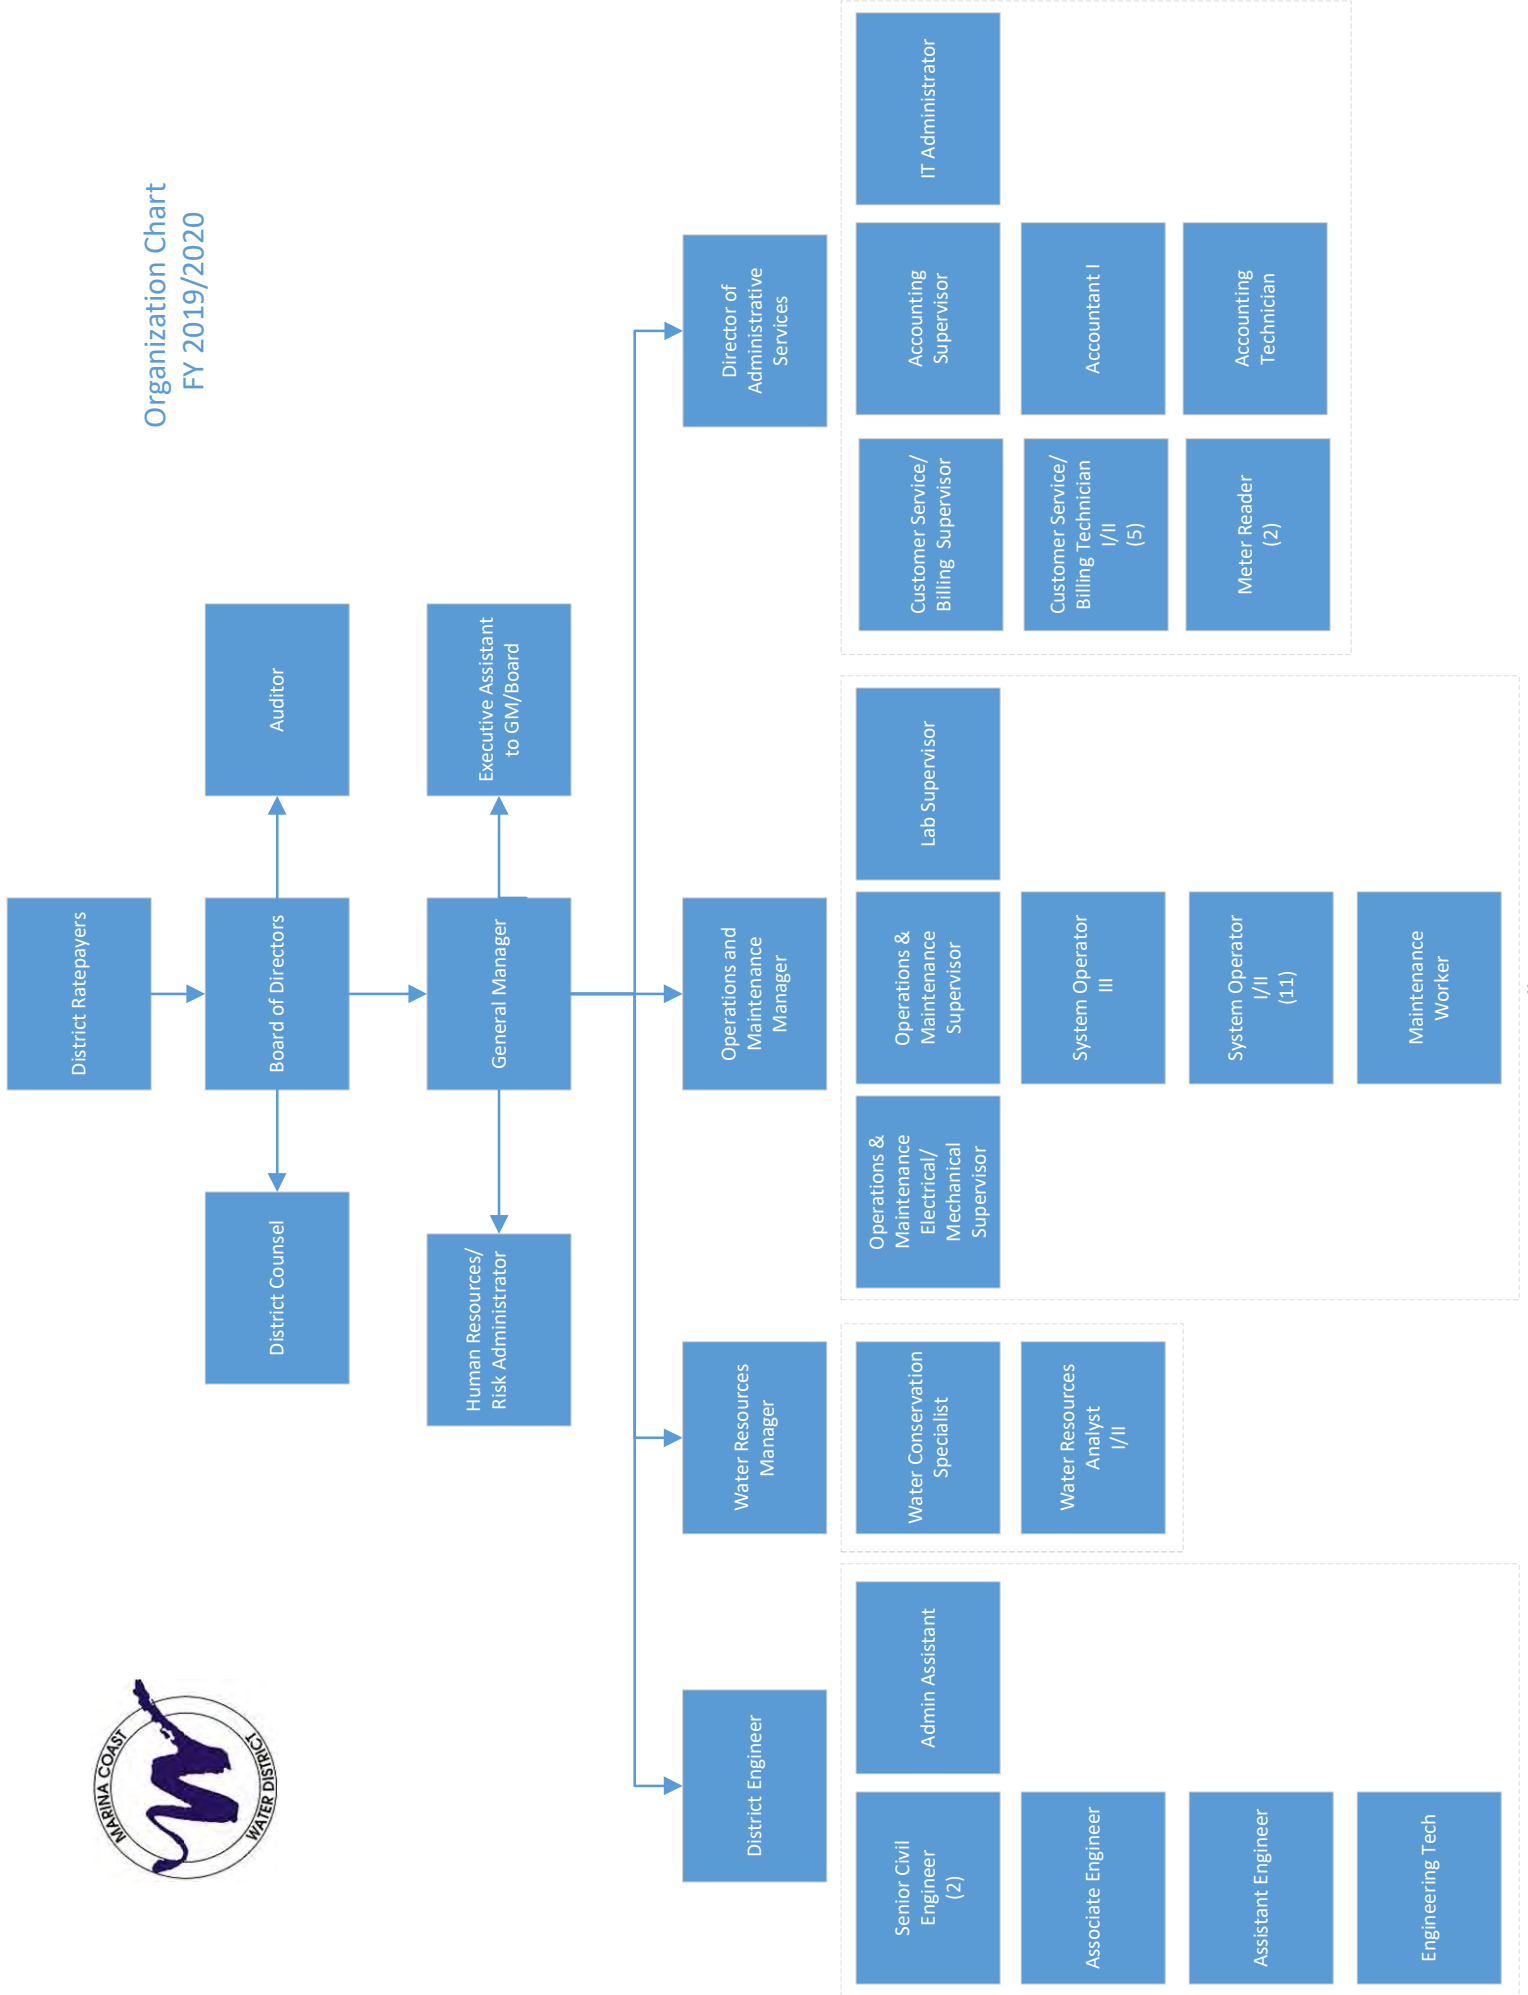 MARINA COAST
WATER DISTRICT
Organization Chart
FY 2019/2020
District Ratepayers
District Counsel
Board of Directors
Auditor
Human Resources/
Risk Administrator
General Manager
Executive Assistant
to GM/Board
District Engineer
Water Resources
Manager
Operations and
Maintenance
Manager
Director of
Administrative
Services
Senior Civil
Engineer
(2)
Admin Assistant
Associate Engineer
Assistant Engineer
Engineering Tech
Water Conservation
Specialist
Water Resources
Analyst
I/II
Operations &
Maintenance
Electrical/
Mechanical
Supervisor
Operations &
Maintenance
Supervisor
Lab Supervisor
System Operator
III
System Operator
I/II
(11)
Maintenance
Worker
Customer Service/
Billing Supervisor
Accounting
Supervisor
IT Administrator
Customer Service/
Billing Technician
I/II
(5)
Accountant I
Meter Reader
(2)
Accounting
Technician